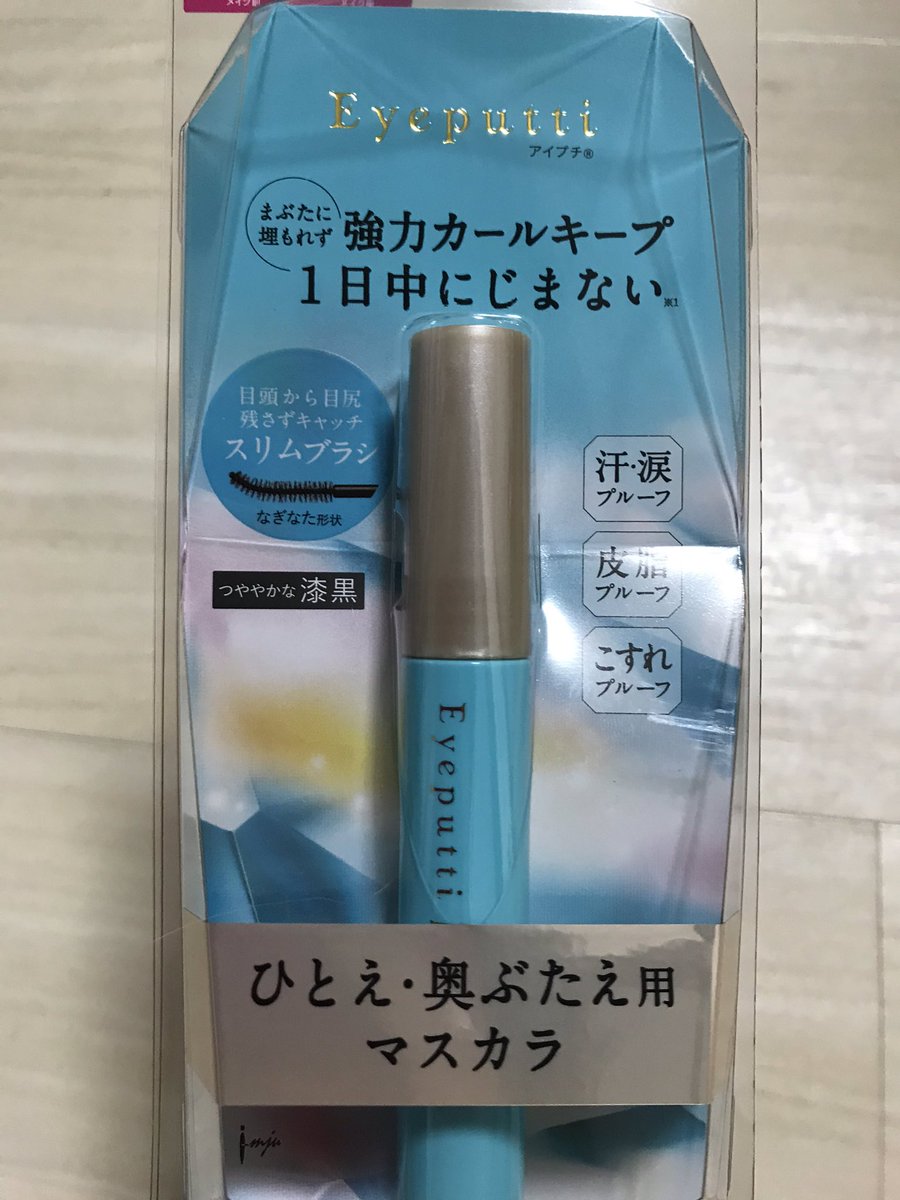 Eyeputti
アイプチ®
まぶたに
埋もれず
強力カールキープ
1日中にじまない※1
目頭から目尻
残さずキャッチ
スリムブラシ
なぎなた形状
つややかな漆黒
汗・涙
プルーフ
皮脂
プルーフ
こすれ
プルーフ
Eyeputti
ひとえ・奥ぶたえ用
マスカラ
imju